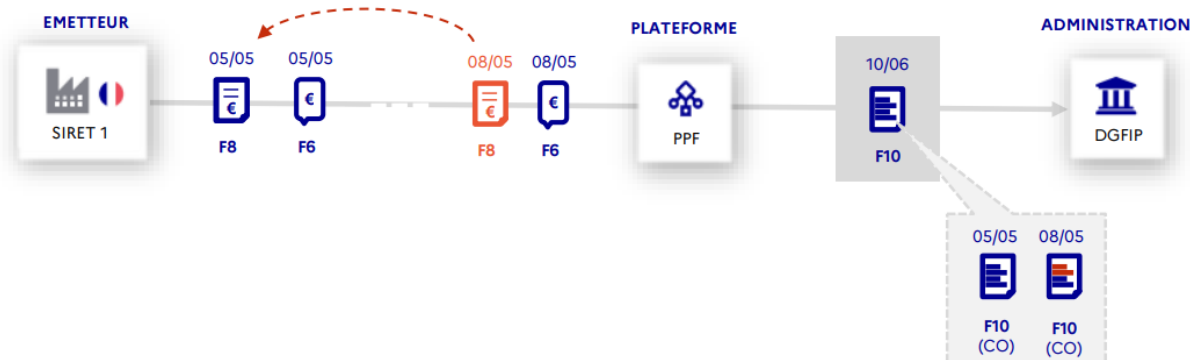 EMETTEUR
PLATEFORME
ADMINISTRATION
05/05
05/05
08/05
08/05
10/06
€
€
€
€
SIRET 1
PPF
DGFIP
F8
F6
F8
F6
F10
05/05
08/05
F10
(CO)
F10
(CO)